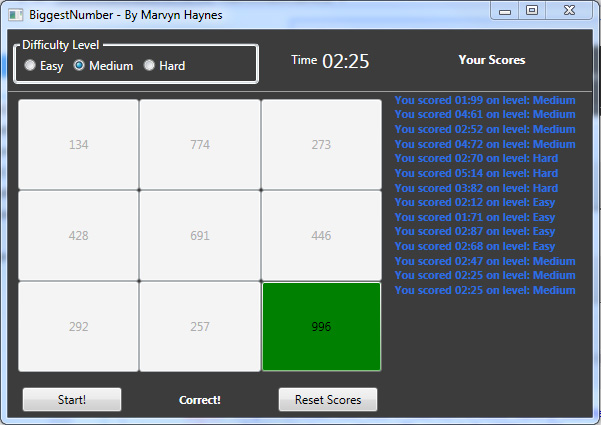 BiggestNumber - By Marvyn Haynes
Difficulty Level
Easy Medium Hard
Time 02:25
Your Scores
134 774 273
428 691 446
292 257 996
You scored 01:99 on level: Medium
You scored 04:61 on level: Medium
You scored 02:52 on level: Medium
You scored 04:72 on level: Medium
You scored 02:70 on level: Hard
You scored 05:14 on level: Hard
You scored 03:82 on level: Hard
You scored 02:12 on level: Easy
You scored 01:71 on level: Easy
You scored 02:87 on level: Easy
You scored 02:68 on level: Easy
You scored 02:47 on level: Medium
You scored 02:25 on level: Medium
You scored 02:25 on level: Medium
Start! Correct! Reset Scores